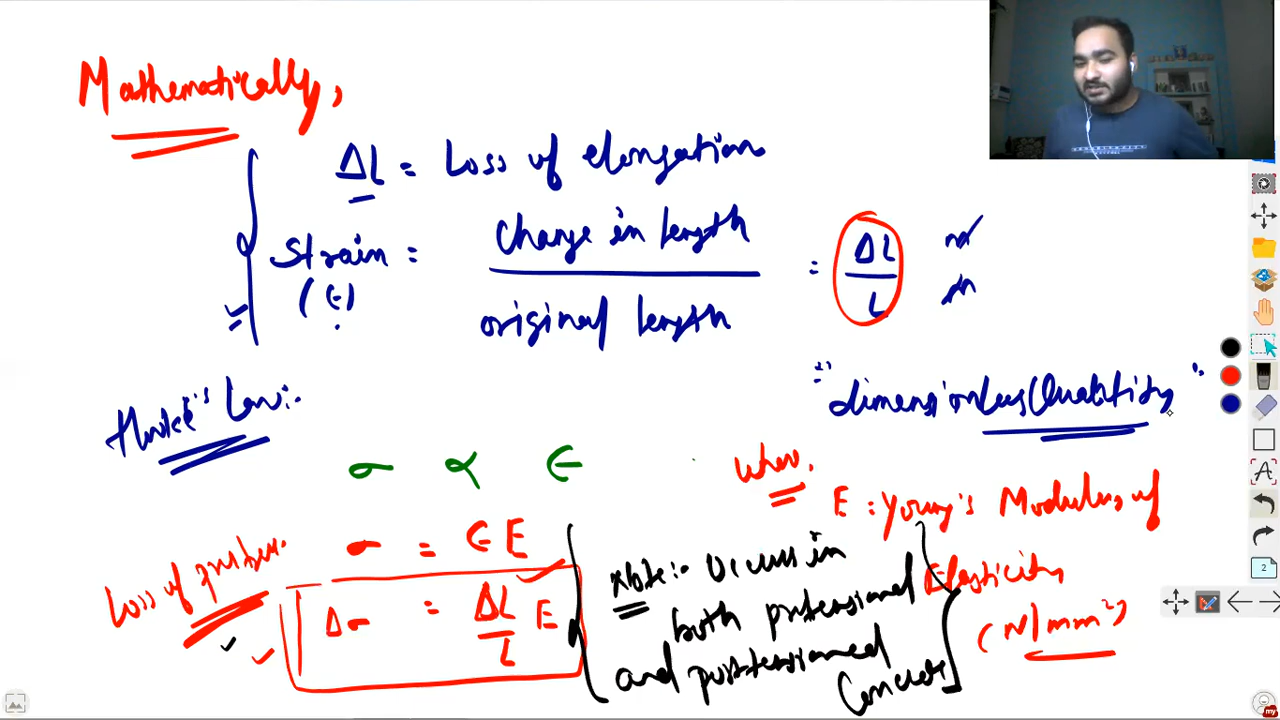 Mathematically,
ΔL = Loss of elongation
Strain = change in length / original length = ΔL / L
(ϵ)
"dimensionless Quantity"
Hooke's Law:-
σ ∝ ϵ
where,
E : Young's Modulus of
Elasticity
(N/mm²)
σ = ϵ E
Loss of prestress.
Δσ = ΔL / L E
Note:- Occurs in
both pretensioned
and posttensioned
Concrete
A
2